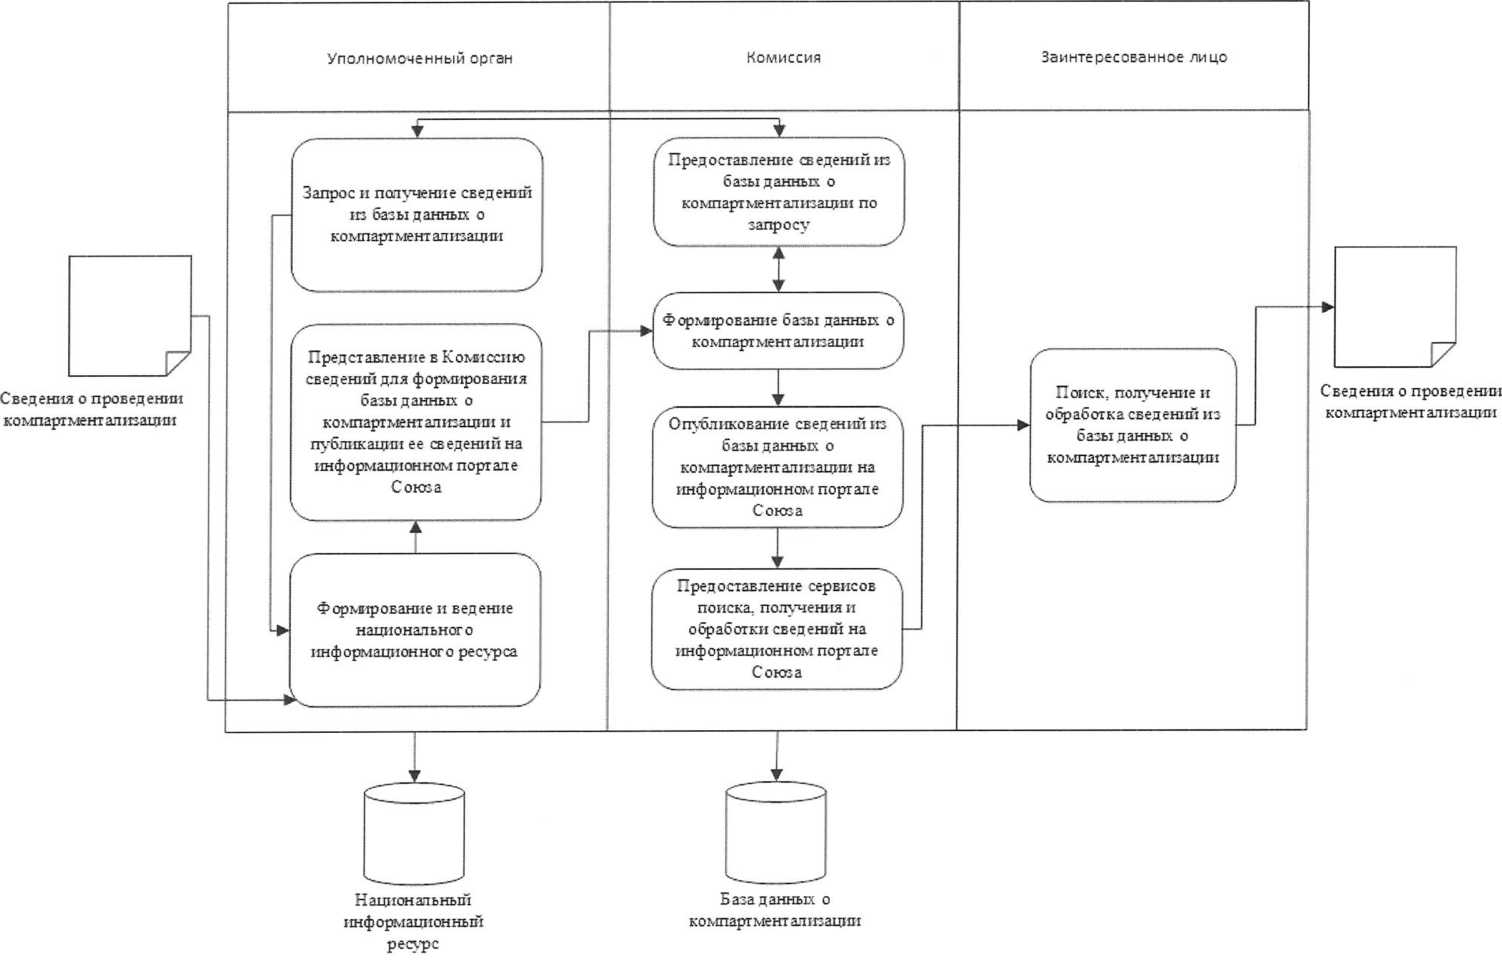 Уполномоченный орган
Комиссия
Заинтересованное лицо
Запрос и получение сведений
из базы данных о
компартментализации
Предоставление сведений из
базы данных о
компартментализации по
запросу
Сведения о проведении
компартментализации
Представление в Комиссию
сведений для формирования
базы данных о
компартментализации и
публикации ее сведений на
информационном портале
Союза
Формирование базы данных о
компартментализации
Опубликование сведений из
базы данных о
компартментализации на
информационном портале
Союза
Поиск, получение и
обработка сведений из
базы данных о
компартментализации
Сведения о проведении
компартментализации
Формирование и ведение
национального
информационного ресурса
Предоставление сервисов
поиска, получения и
обработки сведений на
информационном портале
Союза
Национальный
информационный
ресурс
База данных о
компартментализации